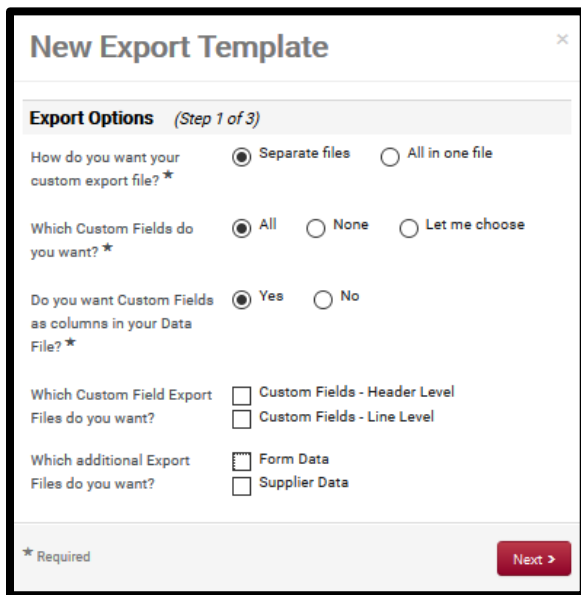 New Export Template ×
Export Options (Step 1 of 3)
How do you want your
custom export file? ★
Separate files All in one file
Which Custom Fields do
you want? ★
All None Let me choose
Do you want Custom Fields
as columns in your Data
File? ★
Yes No
Which Custom Field Export
Files do you want?
Custom Fields - Header Level
Custom Fields - Line Level
Which additional Export
Files do you want?
Form Data
Supplier Data
★ Required
Next >